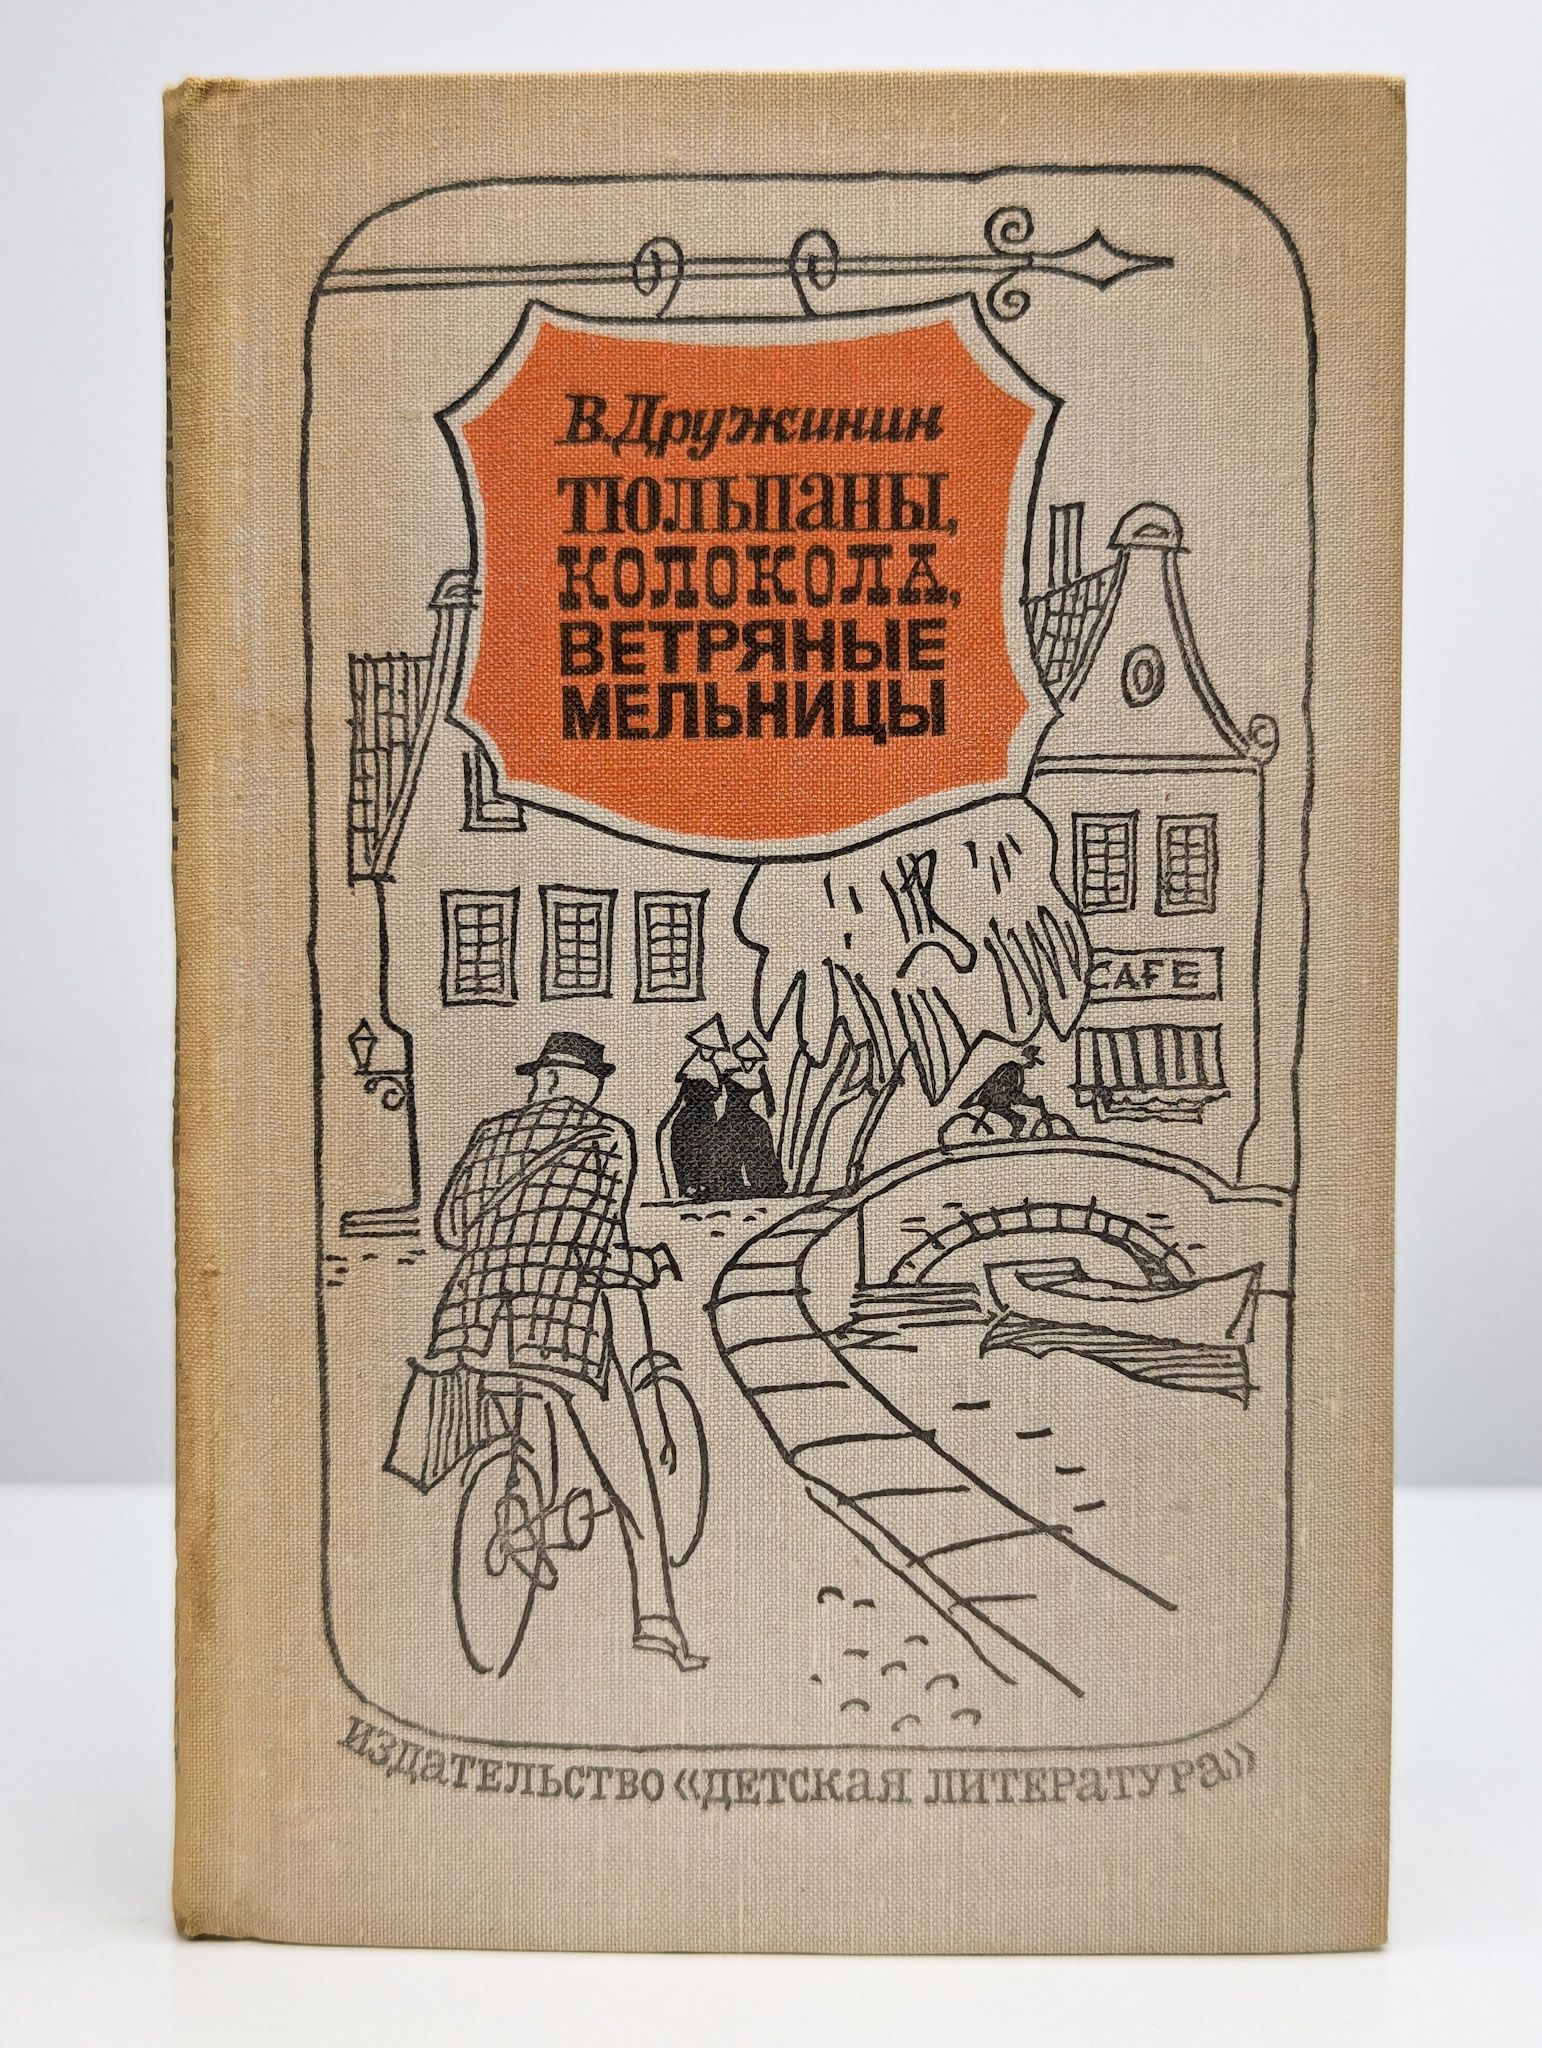 В. Дружинин
ТЮЛЬПАНЫ,
КОЛОКОЛА,
ВЕТРЯНЫЕ
МЕЛЬНИЦЫ
CAFE
ИЗДАТЕЛЬСТВО «ДЕТСКАЯ ЛИТЕРАТУРА»